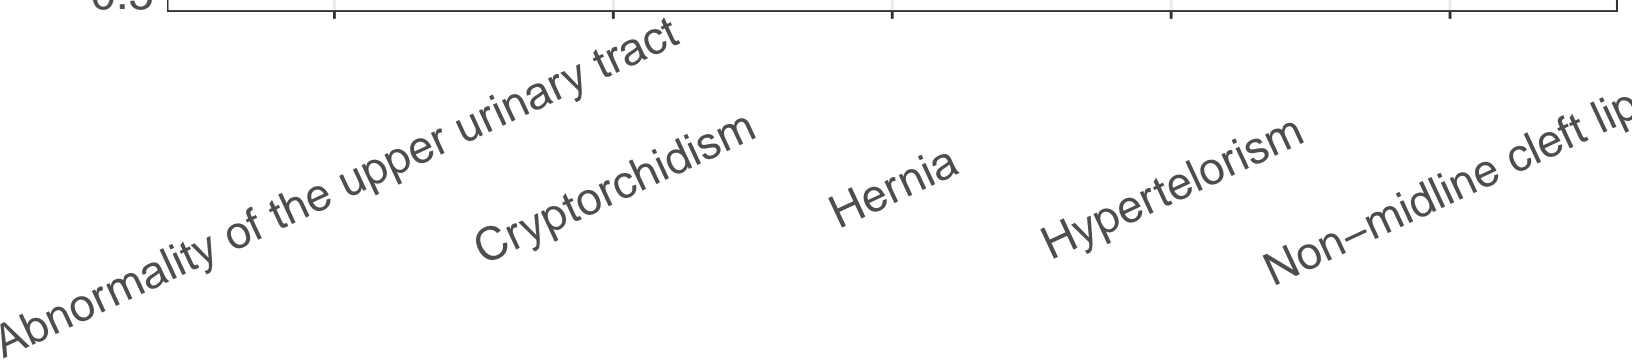 Abnormality of the upper urinary tract
Cryptorchidism
Hernia
Hypertelorism
Non−midline cleft lip